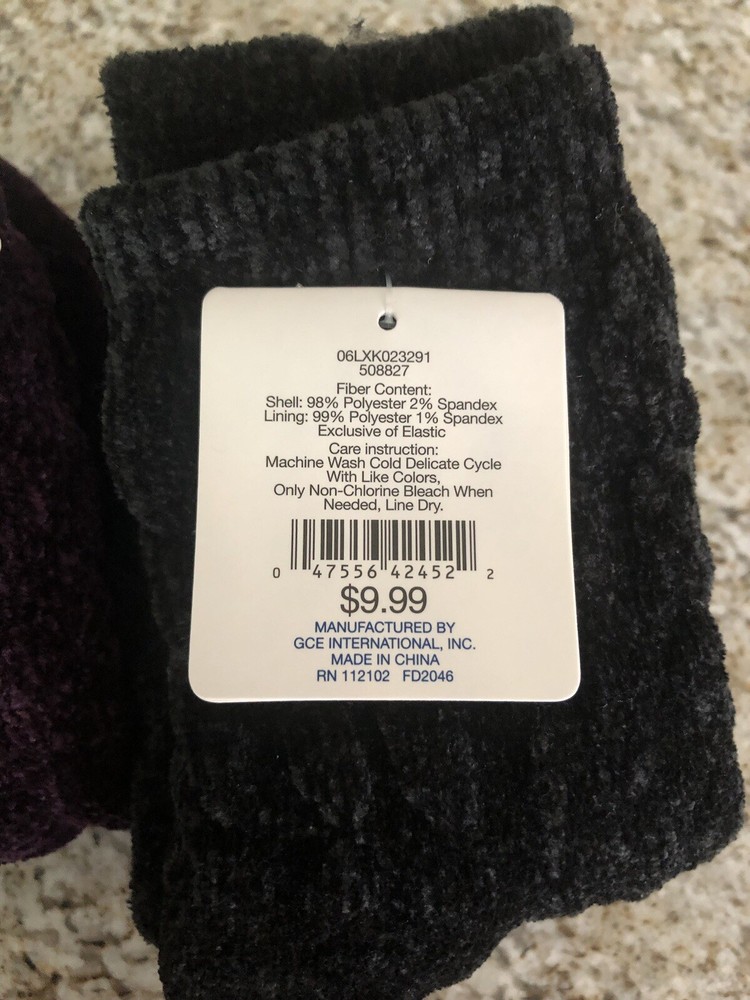 06LXK023291
508827
Fiber Content:
Shell: 98% Polyester 2% Spandex
Lining: 99% Polyester 1% Spandex
Exclusive of Elastic
Care instruction:
Machine Wash Cold Delicate Cycle
With Like Colors,
Only Non-Chlorine Bleach When
Needed, Line Dry.
0 47556 42452 2
$9.99
MANUFACTURED BY
GCE INTERNATIONAL, INC.
MADE IN CHINA
RN 112102 FD2046